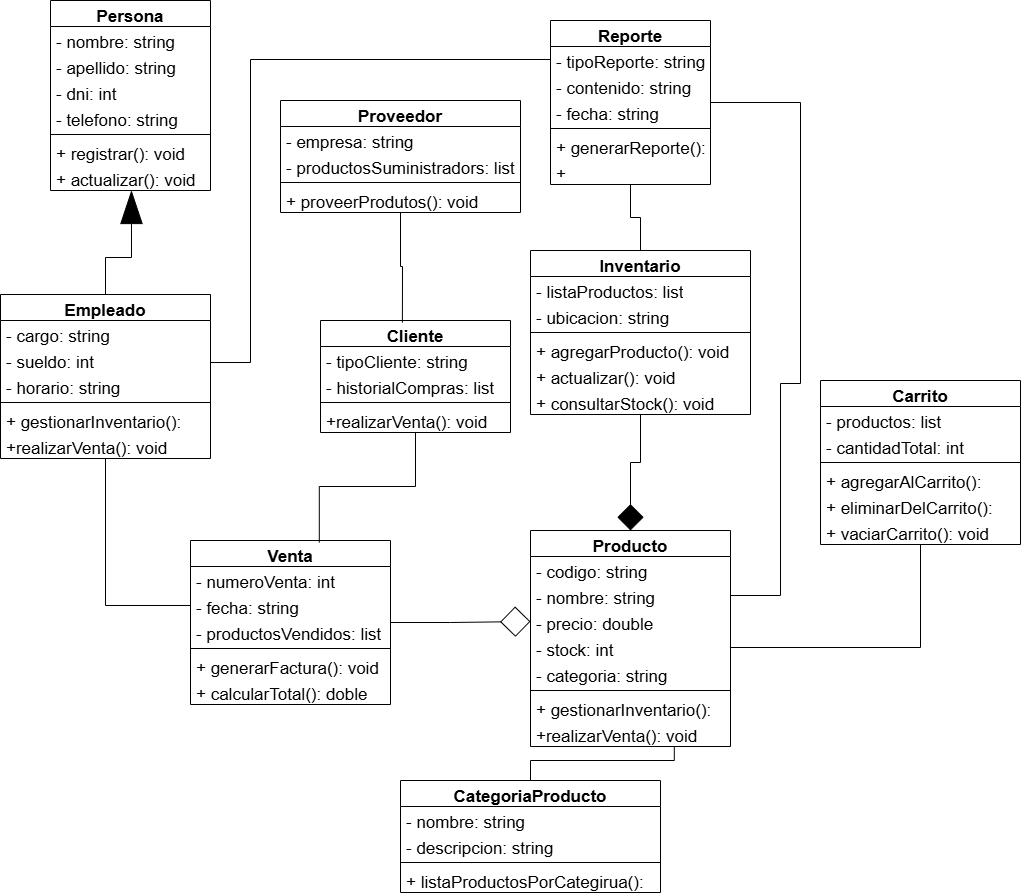 Persona
- nombre: string
- apellido: string
- dni: int
- telefono: string
+ registrar(): void
+ actualizar(): void
Reporte
- tipoReporte: string
- contenido: string
- fecha: string
+ generarReporte():
+
Proveedor
- empresa: string
- productosSuministradors: list
+ proveerProdutos(): void
Inventario
- listaProductos: list
- ubicacion: string
+ agregarProducto(): void
+ actualizar(): void
+ consultarStock(): void
Empleado
- cargo: string
- sueldo: int
- horario: string
+ gestionarInventario():
+realizarVenta(): void
Cliente
- tipoCliente: string
- historialCompras: list
+realizarVenta(): void
Carrito
- productos: list
- cantidadTotal: int
+ agregarAlCarrito():
+ eliminarDelCarrito():
+ vaciarCarrito(): void
Venta
- numeroVenta: int
- fecha: string
- productosVendidos: list
+ generarFactura(): void
+ calcularTotal(): doble
Producto
- codigo: string
- nombre: string
- precio: double
- stock: int
- categoria: string
+ gestionarInventario():
+realizarVenta(): void
CategoriaProducto
- nombre: string
- descripcion: string
+ listaProductosPorCategirua():